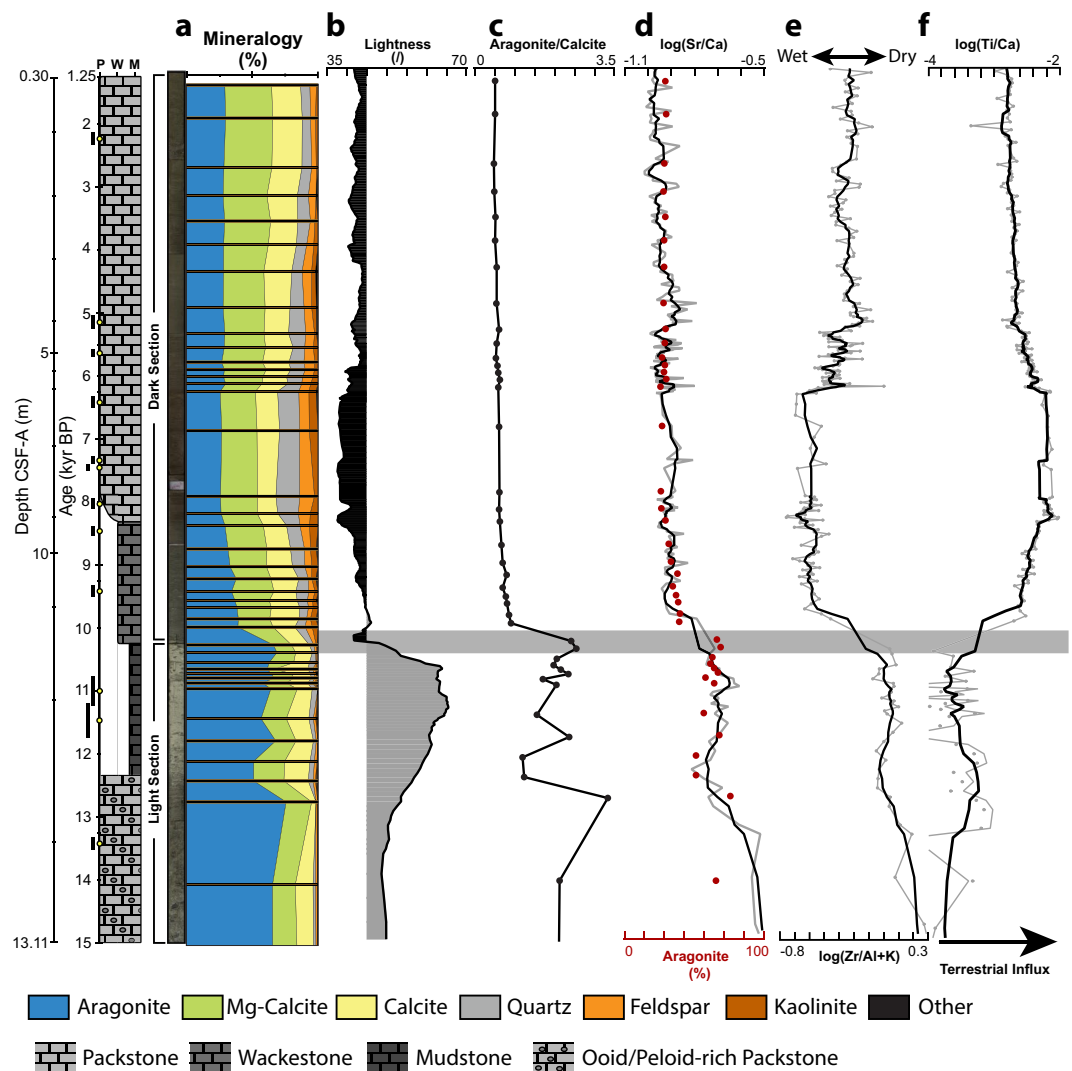 a b c d e f
Mineralogy
(%)
Lightness
(l)
Aragonite/Calcite
log(Sr/Ca)
Wet Dry
log(Ti/Ca)
P W M
35 70
0 3.5
-1.1 -0.5
-4 -2
0.30
5
10
13.11
Depth CSF-A (m)
1.25
2
3
4
5
6
7
8
9
10
11
12
13
14
15
Age (kyr BP)
Dark Section
Light Section
0 100
Aragonite
(%)
-0.8 0.3
log(Zr/Al+K)
Terrestrial Influx
Aragonite Mg-Calcite Calcite Quartz Feldspar Kaolinite Other
Packstone Wackestone Mudstone Ooid/Peloid-rich Packstone